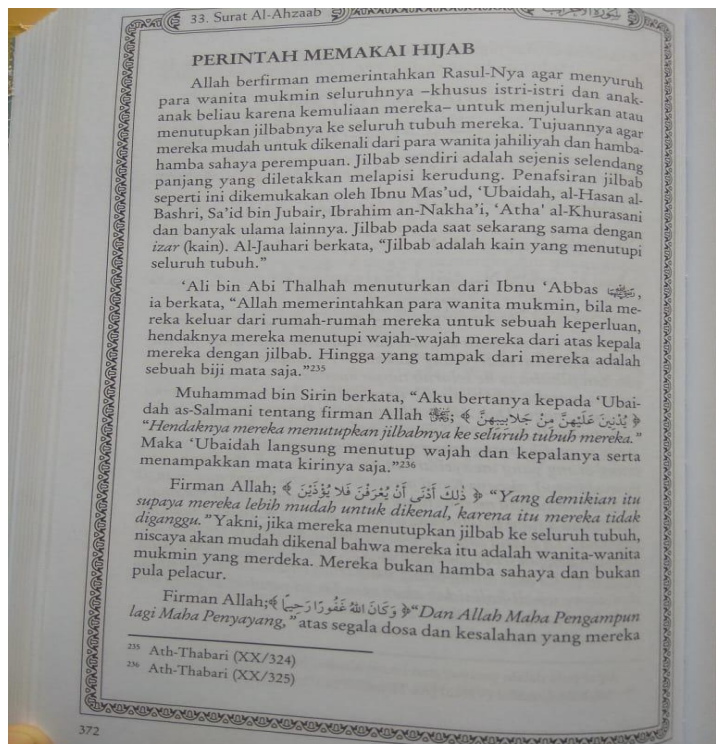 33. Surat Al-Ahzaab
PERINTAH MEMAKAI HIJAB
Allah berfirman memerintahkan Rasul-Nya agar menyuruh
para wanita mukmin seluruhnya –khusus istri-istri dan anak-
anak beliau karena kemuliaan mereka– untuk menjulurkan atau
menutupkan jilbabnya ke seluruh tubuh mereka. Tujuannya agar
mereka mudah untuk dikenali dari para wanita jahiliyah dan hamba-
hamba sahaya perempuan. Jilbab sendiri adalah sejenis selendang
panjang yang diletakkan melapisi kerudung. Penafsiran jilbab
seperti ini dikemukakan oleh Ibnu Mas'ud, 'Ubaidah, al-Hasan al-
Bashri, Sa'id bin Jubair, Ibrahim an-Nakha'i, 'Atha' al-Khurasani
dan banyak ulama lainnya. Jilbab pada saat sekarang sama dengan
izar (kain). Al-Jauhari berkata, “Jilbab adalah kain yang menutupi
seluruh tubuh.”
'Ali bin Abi Thalhah menuturkan dari Ibnu 'Abbas ,
ia berkata, “Allah memerintahkan para wanita mukmin, bila me-
reka keluar dari rumah-rumah mereka untuk sebuah keperluan,
hendaknya mereka menutupi wajah-wajah mereka dari atas kepala
mereka dengan jilbab. Hingga yang tampak dari mereka adalah
sebuah biji mata saja.”²³⁵
Muhammad bin Sirin berkata, “Aku bertanya kepada 'Ubai-
dah as-Salmani tentang firman Allah ; ﴿ يُدْنِينَ عَلَيْهِنَّ مِنْ جَلَابِيبِهِنَّ ﴾
“Hendaknya mereka menutupkan jilbabnya ke seluruh tubuh mereka.”
Maka 'Ubaidah langsung menutup wajah dan kepalanya serta
menampakkan mata kirinya saja.”²³⁶
Firman Allah; ﴿ ذَٰلِكَ أَدْنَى أَنْ يُعْرَفْنَ فَلَا يُؤْذَيْنَ ﴾ “Yang demikian itu
supaya mereka lebih mudah untuk dikenal, karena itu mereka tidak
diganggu.” Yakni, jika mereka menutupkan jilbab ke seluruh tubuh,
niscaya akan mudah dikenal bahwa mereka itu adalah wanita-wanita
mukmin yang merdeka. Mereka bukan hamba sahaya dan bukan
pula pelacur.
Firman Allah;﴿ وَكَانَ اللهُ غَفُورًا رَحِيمًا ﴾“Dan Allah Maha Pengampun
lagi Maha Penyayang,” atas segala dosa dan kesalahan yang mereka
²³⁵ Ath-Thabari (XX/324)
²³⁶ Ath-Thabari (XX/325)
372